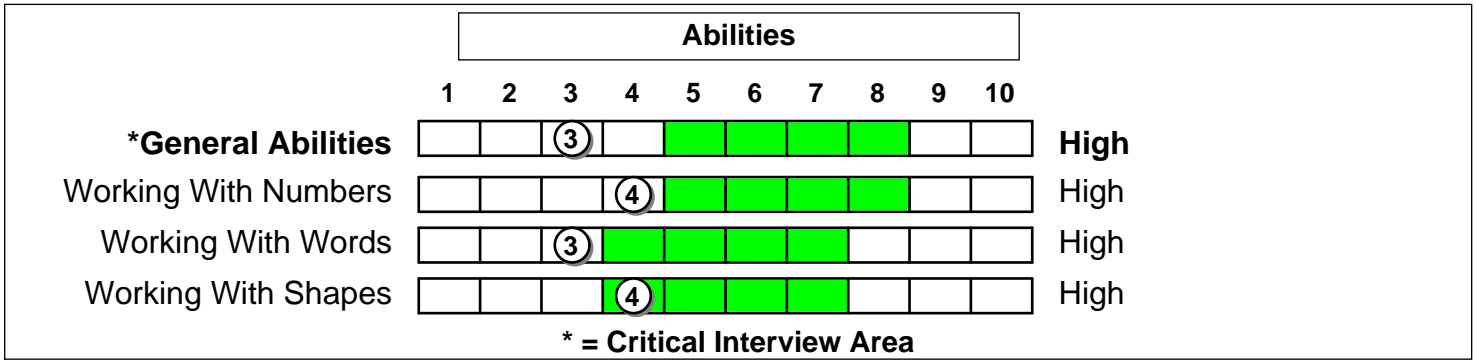 Abilities
1 2 3 4 5 6 7 8 9 10
*General Abilities 3 High
Working With Numbers 4 High
Working With Words 3 High
Working With Shapes 4 High
* = Critical Interview Area